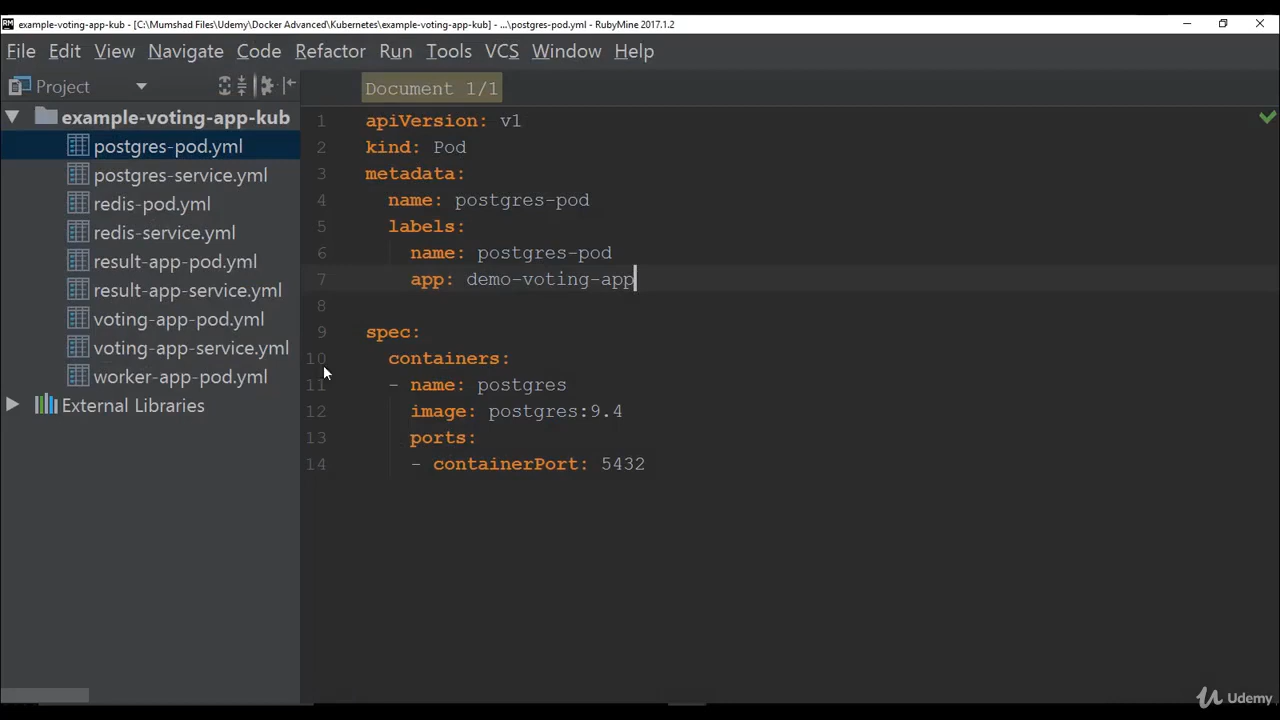 example-voting-app-kub - [C:\Mumshad Files\Udemy\Docker Advanced\Kubernetes\example-voting-app-kub] - ...\postgres-pod.yml - RubyMine 2017.1.2
File Edit View Navigate Code Refactor Run Tools VCS Window Help
Project
Document 1/1
example-voting-app-kub
postgres-pod.yml
postgres-service.yml
redis-pod.yml
redis-service.yml
result-app-pod.yml
result-app-service.yml
voting-app-pod.yml
voting-app-service.yml
worker-app-pod.yml
External Libraries
1 apiVersion: v1
2 kind: Pod
3 metadata:
4 name: postgres-pod
5 labels:
6 name: postgres-pod
7 app: demo-voting-app
8
9 spec:
10 containers:
11 - name: postgres
12 image: postgres:9.4
13 ports:
14 - containerPort: 5432
Udemy